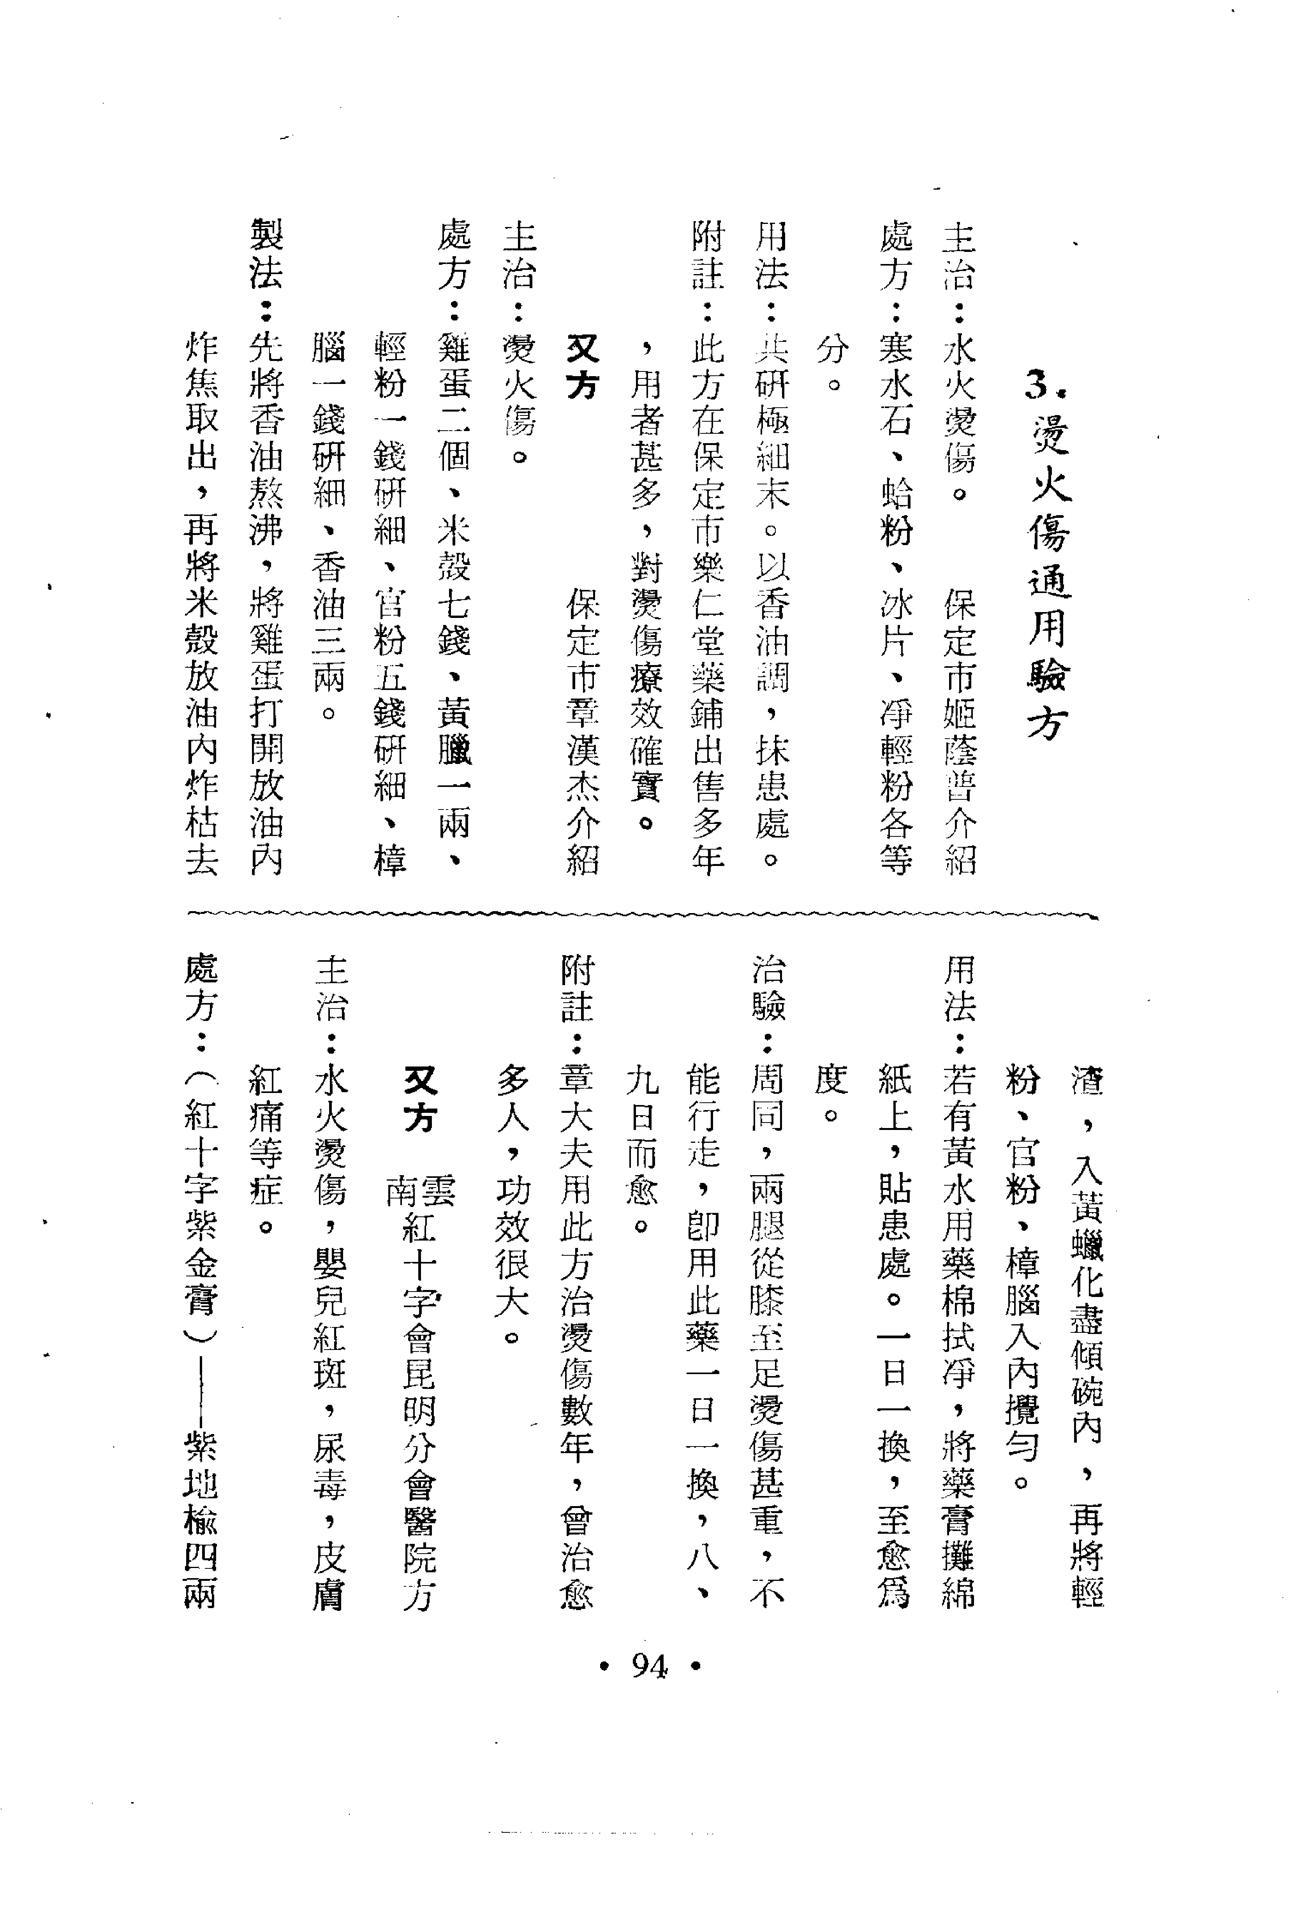 3.燙火傷通用驗方
主治：水火燙傷。　保定市姬蔭普介紹
處方：寒水石、蛤粉、冰片、凈輕粉各等
分。
用法：共研極細末。以香油調，抹患處。
附註：此方在保定市樂仁堂藥鋪出售多年
，用者甚多，對燙傷療效確實。
又方　保定市章漢杰介紹
主治：燙火傷。
處方：雞蛋二個、米殼七錢、黃臘一兩、
輕粉一錢研細、官粉五錢研細、樟
腦一錢研細、香油三兩。
製法：先將香油熬沸，將雞蛋打開放油內
炸焦取出，再將米殼放油内炸枯去
渣，入黃蠟化盡傾碗内，再將輕
粉、官粉、樟腦入内攪勻。
用法：若有黃水用藥棉拭凈，將藥膏攤綿
紙上，貼患處。一日一換，至愈爲
度。
治驗：周同，兩腿從膝至足燙傷甚重，不
能行走，卽用此藥一日一換，八、
九日而愈。
附註：章大夫用此方治燙傷數年，曾治愈
多人，功效很大。
又方　雲南紅十字會昆明分會醫院方
主治：水火燙傷，嬰兒紅斑，尿毒，皮膚
紅痛等症。
處方：（紅十字紫金膏）——紫地榆四兩
• 94 •